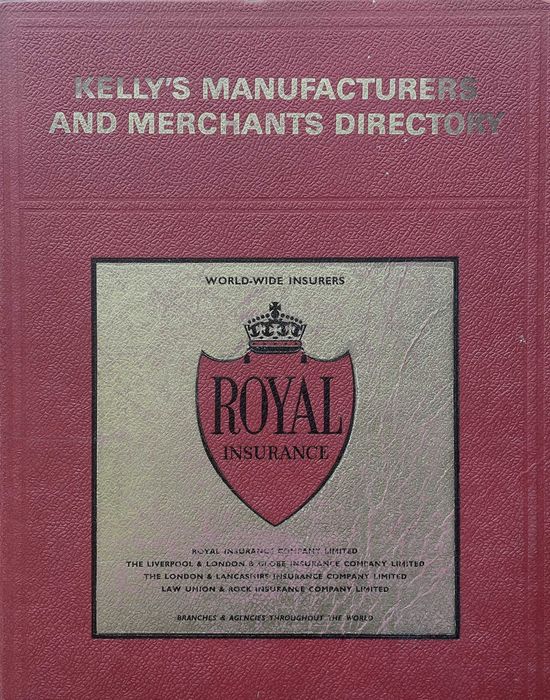 KELLY'S MANUFACTURERS
AND MERCHANTS DIRECTORY
WORLD-WIDE INSURERS
ROYAL
INSURANCE
ROYAL INSURANCE COMPANY LIMITED
THE LIVERPOOL & LONDON & GLOBE INSURANCE COMPANY LIMITED
THE LONDON & LANCASHIRE INSURANCE COMPANY LIMITED
LAW UNION & ROCK INSURANCE COMPANY LIMITED
BRANCHES & AGENCIES THROUGHOUT THE WORLD